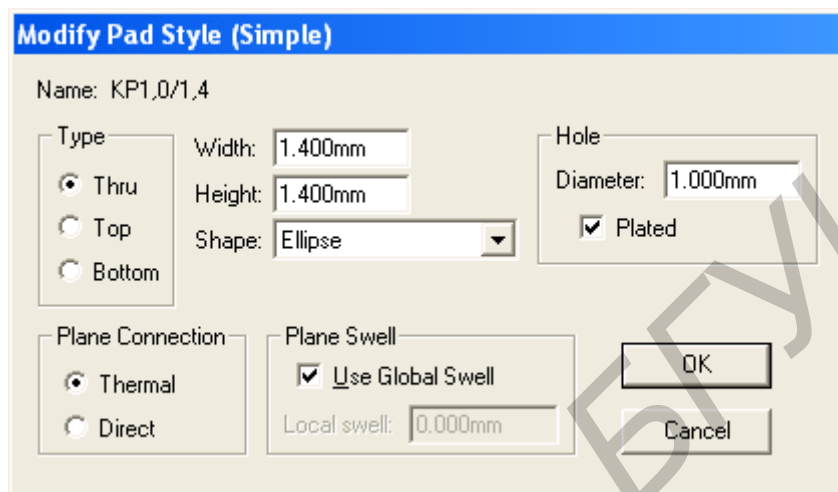 Modify Pad Style (Simple)
Name: KP1,0/1,4
Type
Thru
Top
Bottom
Width: 1.400mm
Height: 1.400mm
Shape: Ellipse
Hole
Diameter: 1.000mm
Plated
Plane Connection
Thermal
Direct
Plane Swell
Use Global Swell
Local swell: 0.000mm
OK
Cancel